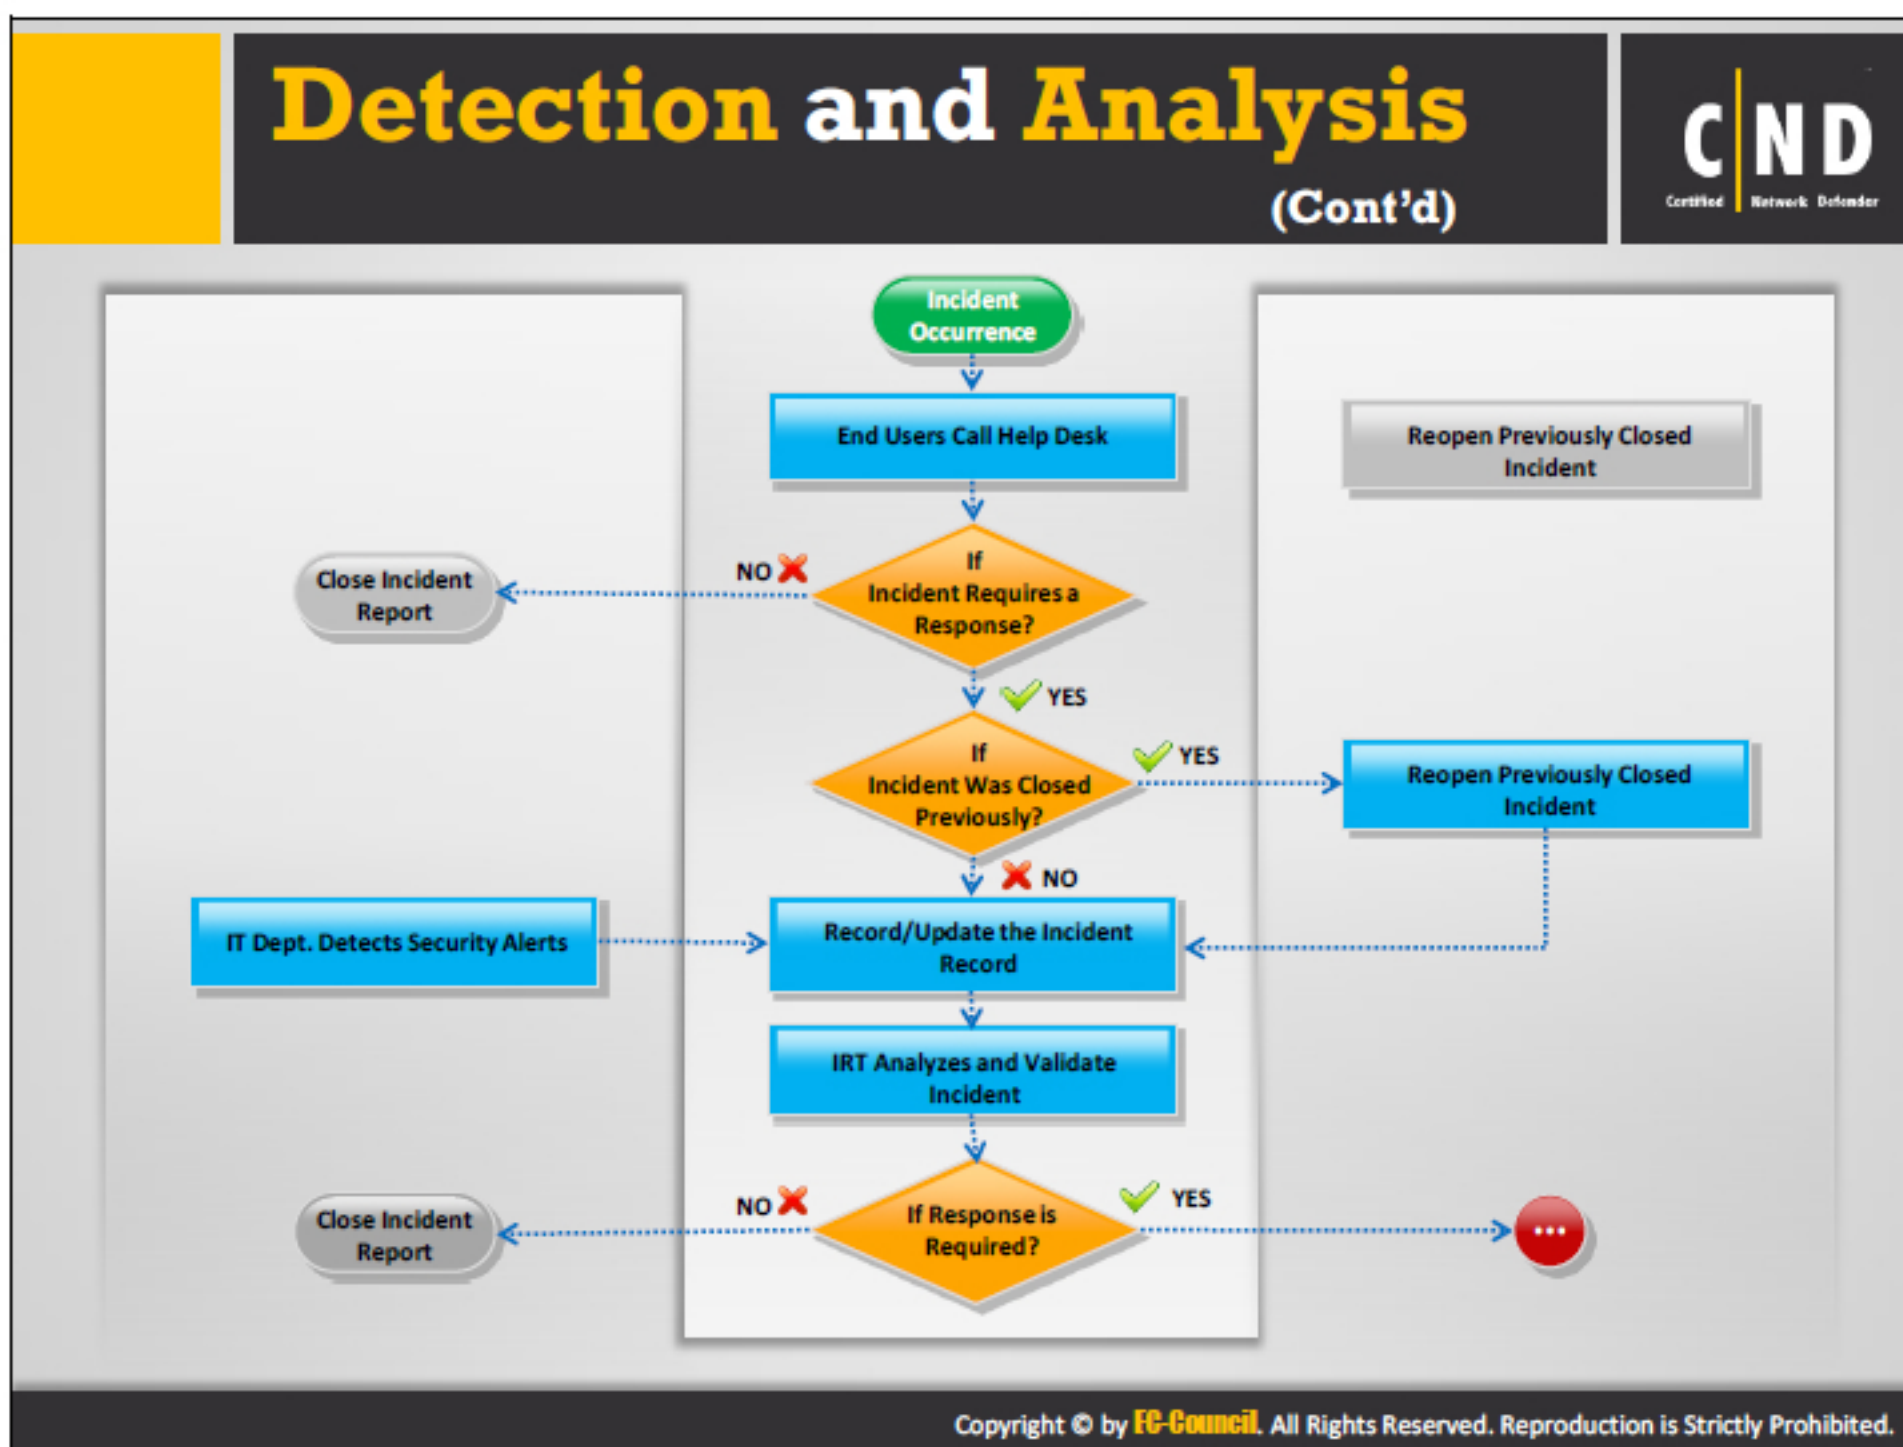 Detection and Analysis
(Cont'd)
C|ND
Certified Network Defender
Incident
Occurrence
End Users Call Help Desk
Reopen Previously Closed
Incident
If
Incident Requires a
Response?
NO
Close Incident
Report
YES
If
Incident Was Closed
Previously?
YES
Reopen Previously Closed
Incident
NO
IT Dept. Detects Security Alerts
Record/Update the Incident
Record
IRT Analyzes and Validate
Incident
If Response is
Required?
NO
Close Incident
Report
YES
...
Copyright © by EC-Council. All Rights Reserved. Reproduction is Strictly Prohibited.